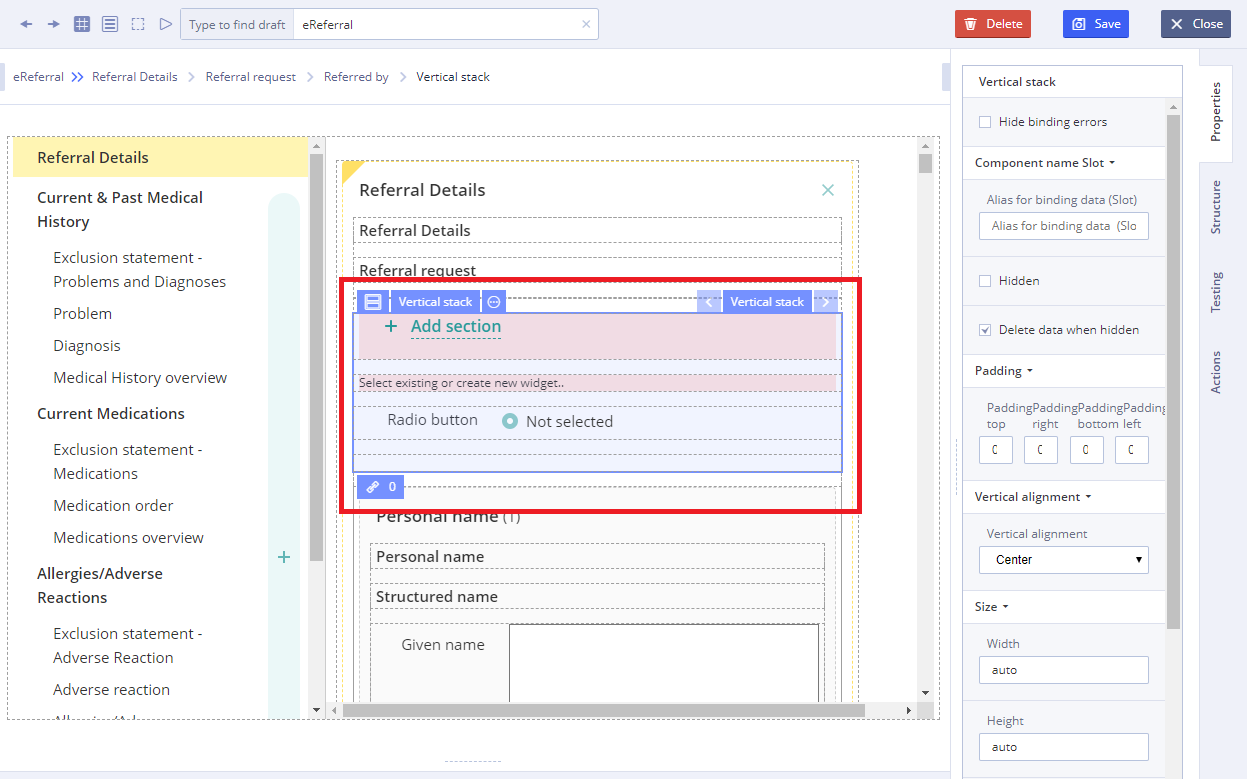 Type to find draft
eReferral
Delete
Save
Close
eReferral
Referral Details
Referral request
Referred by
Vertical stack
Referral Details
Current & Past Medical
History
Exclusion statement -
Problems and Diagnoses
Problem
Diagnosis
Medical History overview
Current Medications
Exclusion statement -
Medications
Medication order
Medications overview
Allergies/Adverse
Reactions
Exclusion statement -
Adverse Reaction
Adverse reaction
Referral Details
Referral Details
Referral request
Vertical stack
Vertical stack
+ Add section
Select existing or create new widget..
Radio button
Not selected
0
Personal name (1)
Personal name
Structured name
Given name
Vertical stack
Hide binding errors
Component name Slot
Alias for binding data (Slot)
Alias for binding data (Slo
Hidden
Delete data when hidden
Padding
Padding top
Padding right
Padding bottom
Padding left
Vertical alignment
Vertical alignment
Center
Size
Width
auto
Height
auto
Properties
Structure
Testing
Actions